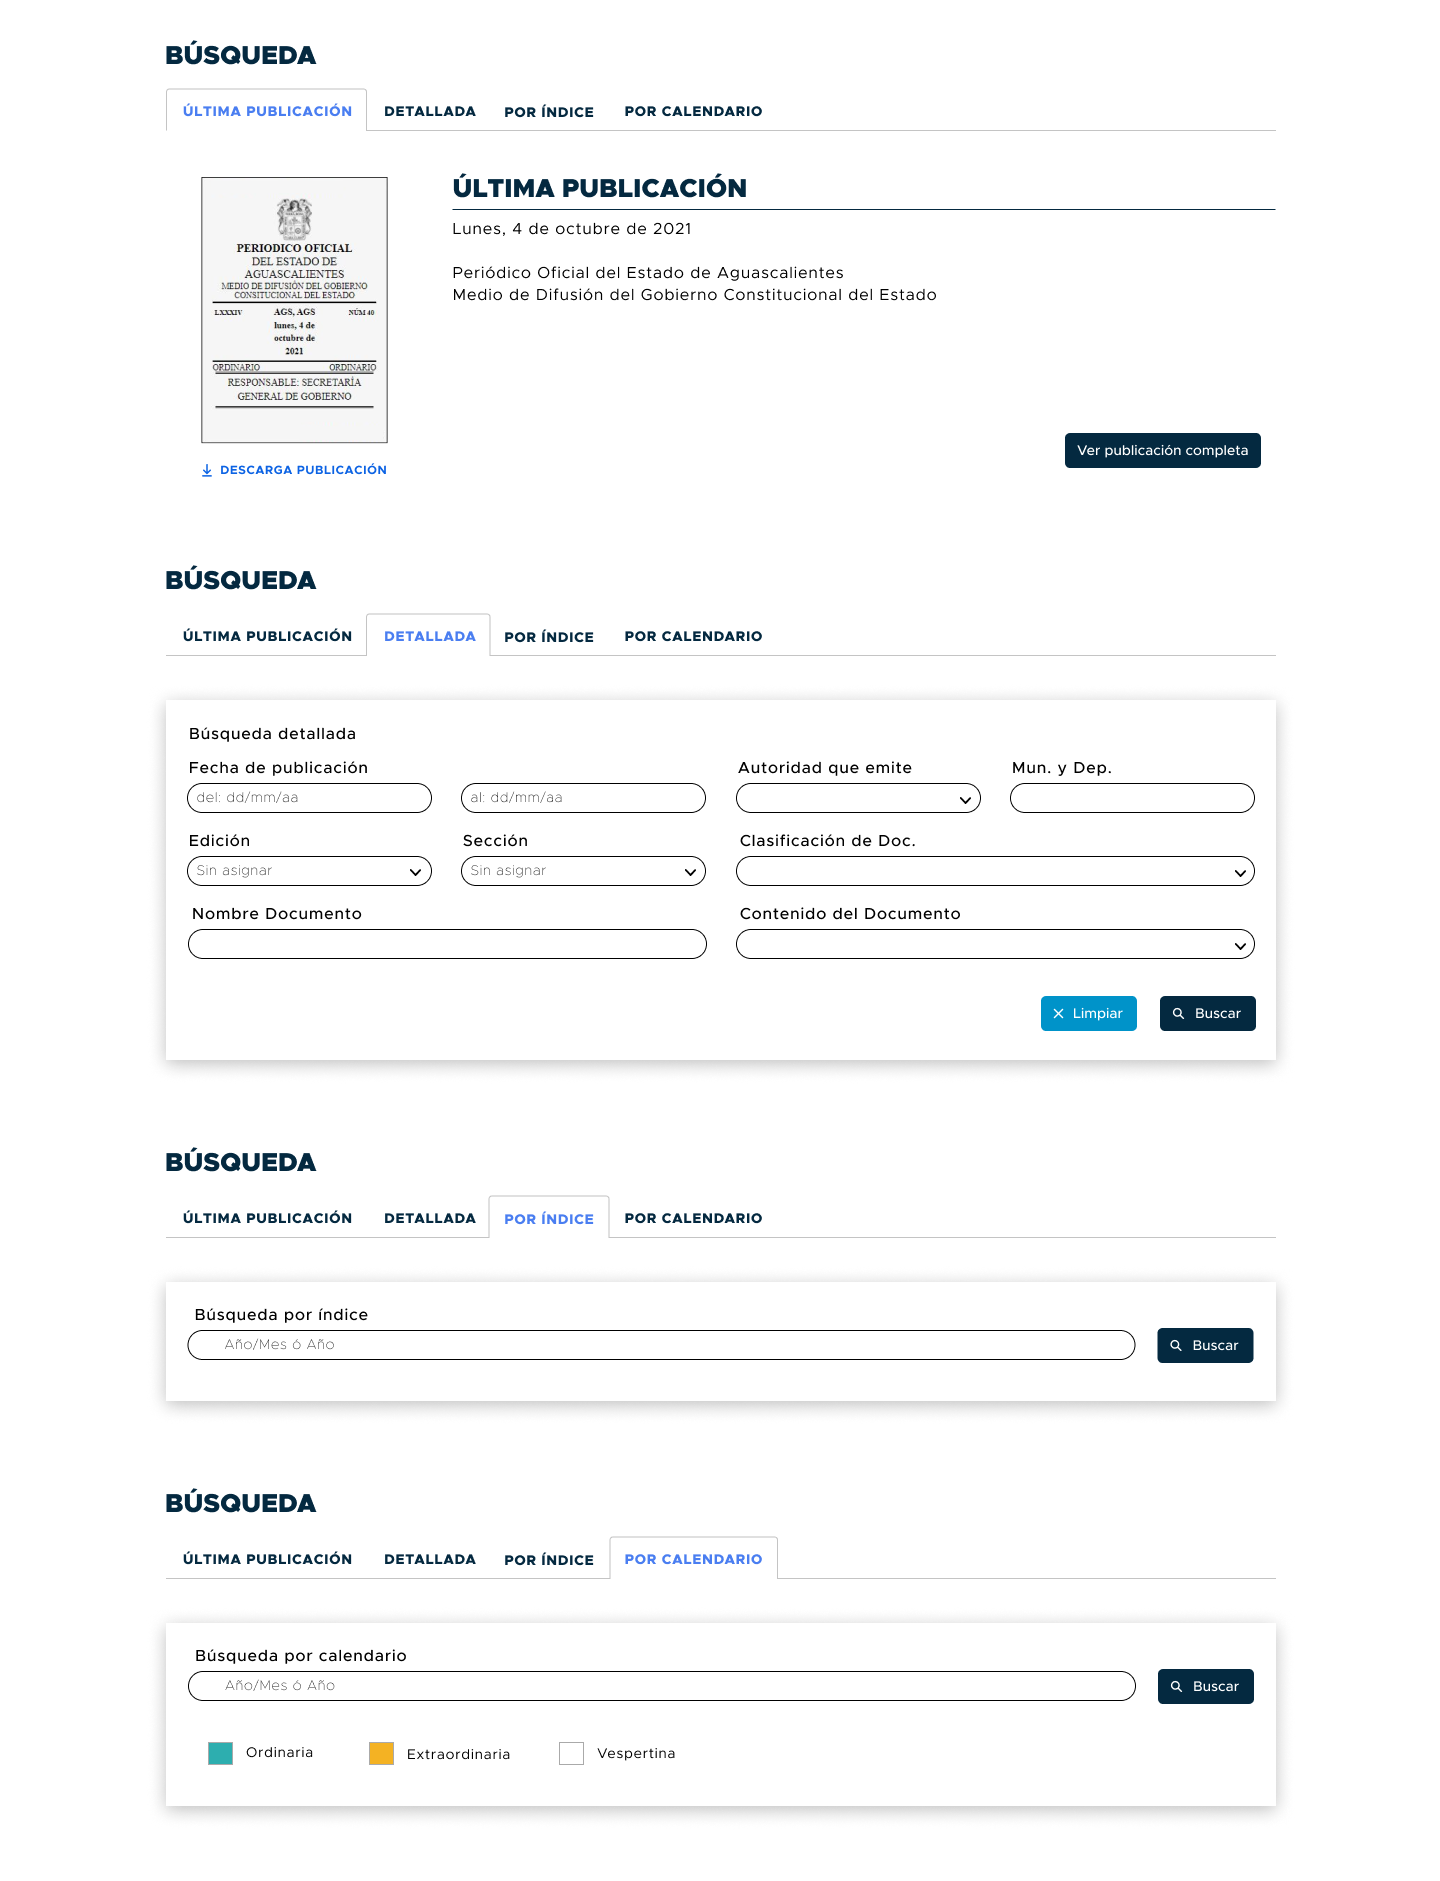 BÚSQUEDA
ÚLTIMA PUBLICACIÓN DETALLADA POR ÍNDICE POR CALENDARIO
PERIODICO OFICIAL
DEL ESTADO DE
AGUASCALIENTES
MEDIO DE DIFUSIÓN DEL GOBIERNO
CONSTITUCIONAL DEL ESTADO
LXXXIV AGS, AGS NÚM 40
lunes, 4 de
octubre de
2021
ORDINARIO ORDINARIO
RESPONSABLE: SECRETARÍA
GENERAL DE GOBIERNO
DESCARGA PUBLICACIÓN
ÚLTIMA PUBLICACIÓN
Lunes, 4 de octubre de 2021
Periódico Oficial del Estado de Aguascalientes
Medio de Difusión del Gobierno Constitucional del Estado
Ver publicación completa
BÚSQUEDA
ÚLTIMA PUBLICACIÓN DETALLADA POR ÍNDICE POR CALENDARIO
Búsqueda detallada
Fecha de publicación Autoridad que emite Mun. y Dep.
del: dd/mm/aa al: dd/mm/aa
Edición Sección Clasificación de Doc.
Sin asignar Sin asignar
Nombre Documento Contenido del Documento
Limpiar Buscar
BÚSQUEDA
ÚLTIMA PUBLICACIÓN DETALLADA POR ÍNDICE POR CALENDARIO
Búsqueda por índice
Año/Mes ó Año Buscar
BÚSQUEDA
ÚLTIMA PUBLICACIÓN DETALLADA POR ÍNDICE POR CALENDARIO
Búsqueda por calendario
Año/Mes ó Año Buscar
Ordinaria Extraordinaria Vespertina